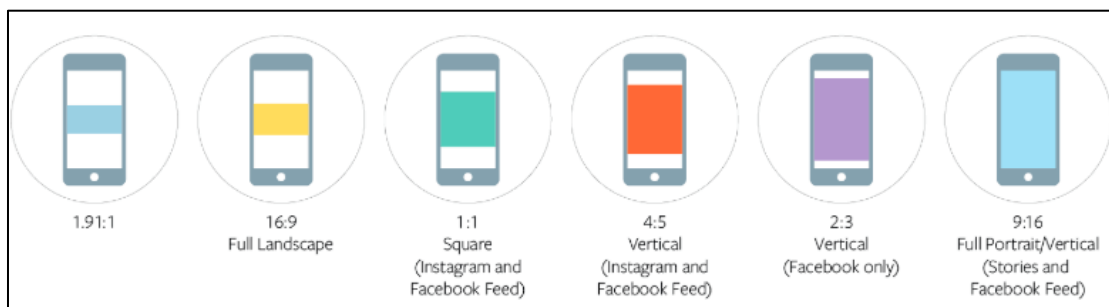 1.91:1
16:9
Full Landscape
1:1
Square
(Instagram and
Facebook Feed)
4:5
Vertical
(Instagram and
Facebook Feed)
2:3
Vertical
(Facebook only)
9:16
Full Portrait/Vertical
(Stories and
Facebook Feed)